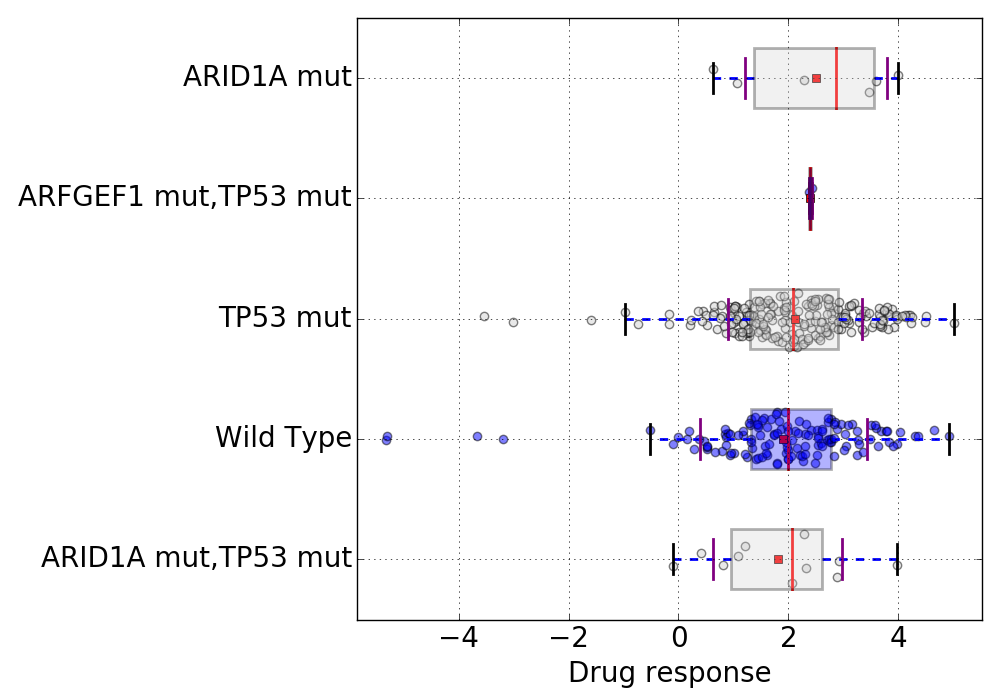 ARID1A mut
ARFGEF1 mut,TP53 mut
TP53 mut
Wild Type
ARID1A mut,TP53 mut
−4 −2 0 2 4
Drug response